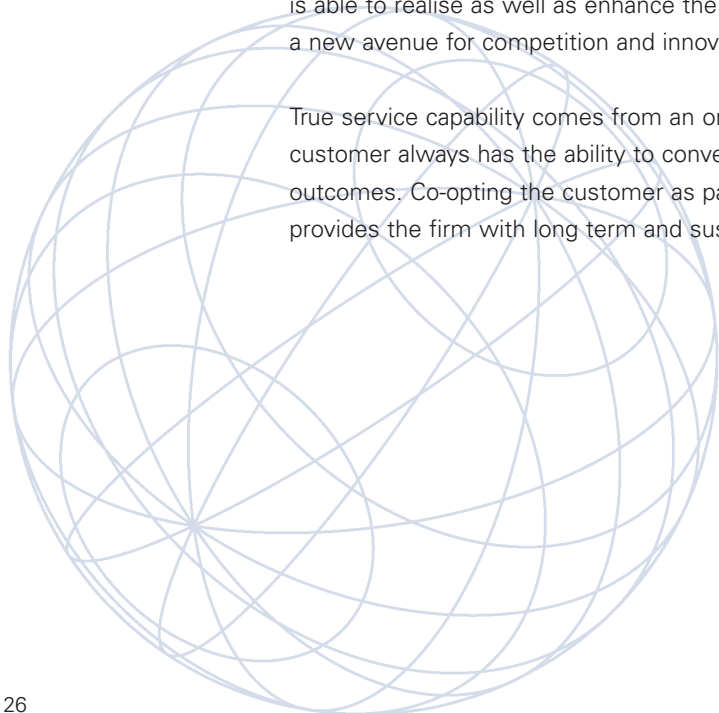 is able to realise as well as enhance the
a new avenue for competition and innov
True service capability comes from an or
customer always has the ability to conve
outcomes. Co-opting the customer as pa
provides the firm with long term and sus
26